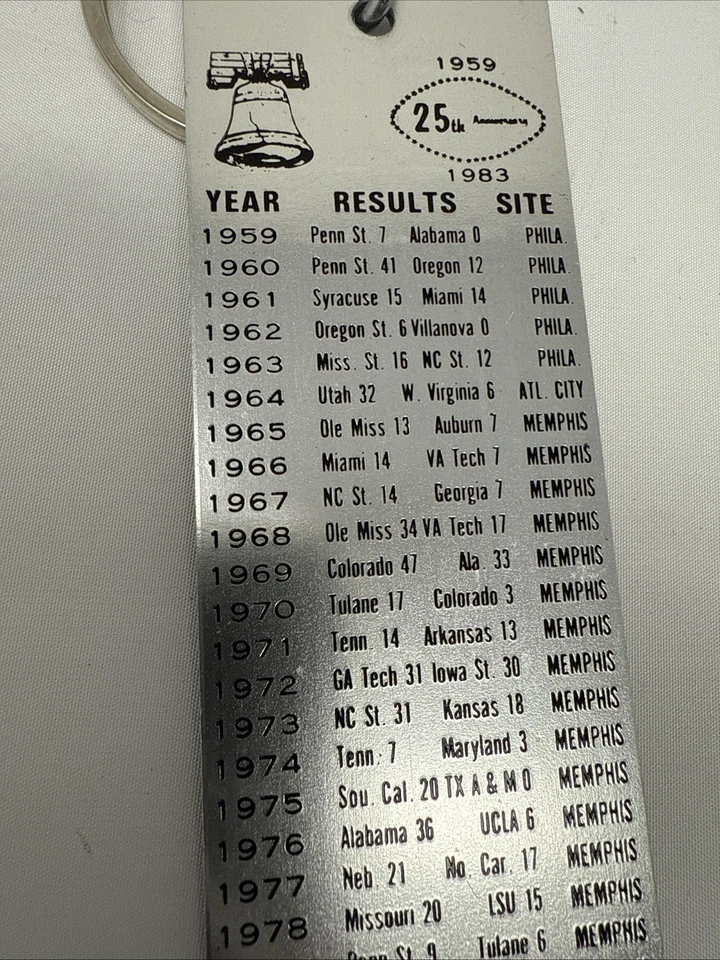 1959
25th Anniversary
1983
YEAR RESULTS SITE
1959 Penn St. 7 Alabama 0 PHILA.
1960 Penn St. 41 Oregon 12 PHILA.
1961 Syracuse 15 Miami 14 PHILA.
1962 Oregon St. 6 Villanova 0 PHILA.
1963 Miss. St. 16 NC St. 12 PHILA.
1964 Utah 32 W. Virginia 6 ATL. CITY
1965 Ole Miss 13 Auburn 7 MEMPHIS
1966 Miami 14 VA Tech 7 MEMPHIS
1967 NC St. 14 Georgia 7 MEMPHIS
1968 Ole Miss 34 VA Tech 17 MEMPHIS
1969 Colorado 47 Ala. 33 MEMPHIS
1970 Tulane 17 Colorado 3 MEMPHIS
1971 Tenn. 14 Arkansas 13 MEMPHIS
1972 GA Tech 31 Iowa St. 30 MEMPHIS
1973 NC St. 31 Kansas 18 MEMPHIS
1974 Tenn. 7 Maryland 3 MEMPHIS
1975 Sou. Cal. 20 TX A & M 0 MEMPHIS
1976 Alabama 36 UCLA 6 MEMPHIS
1977 Neb. 21 No. Car. 17 MEMPHIS
1978 Missouri 20 LSU 15 MEMPHIS
Penn St. 9 Tulane 6 MEMPHIS